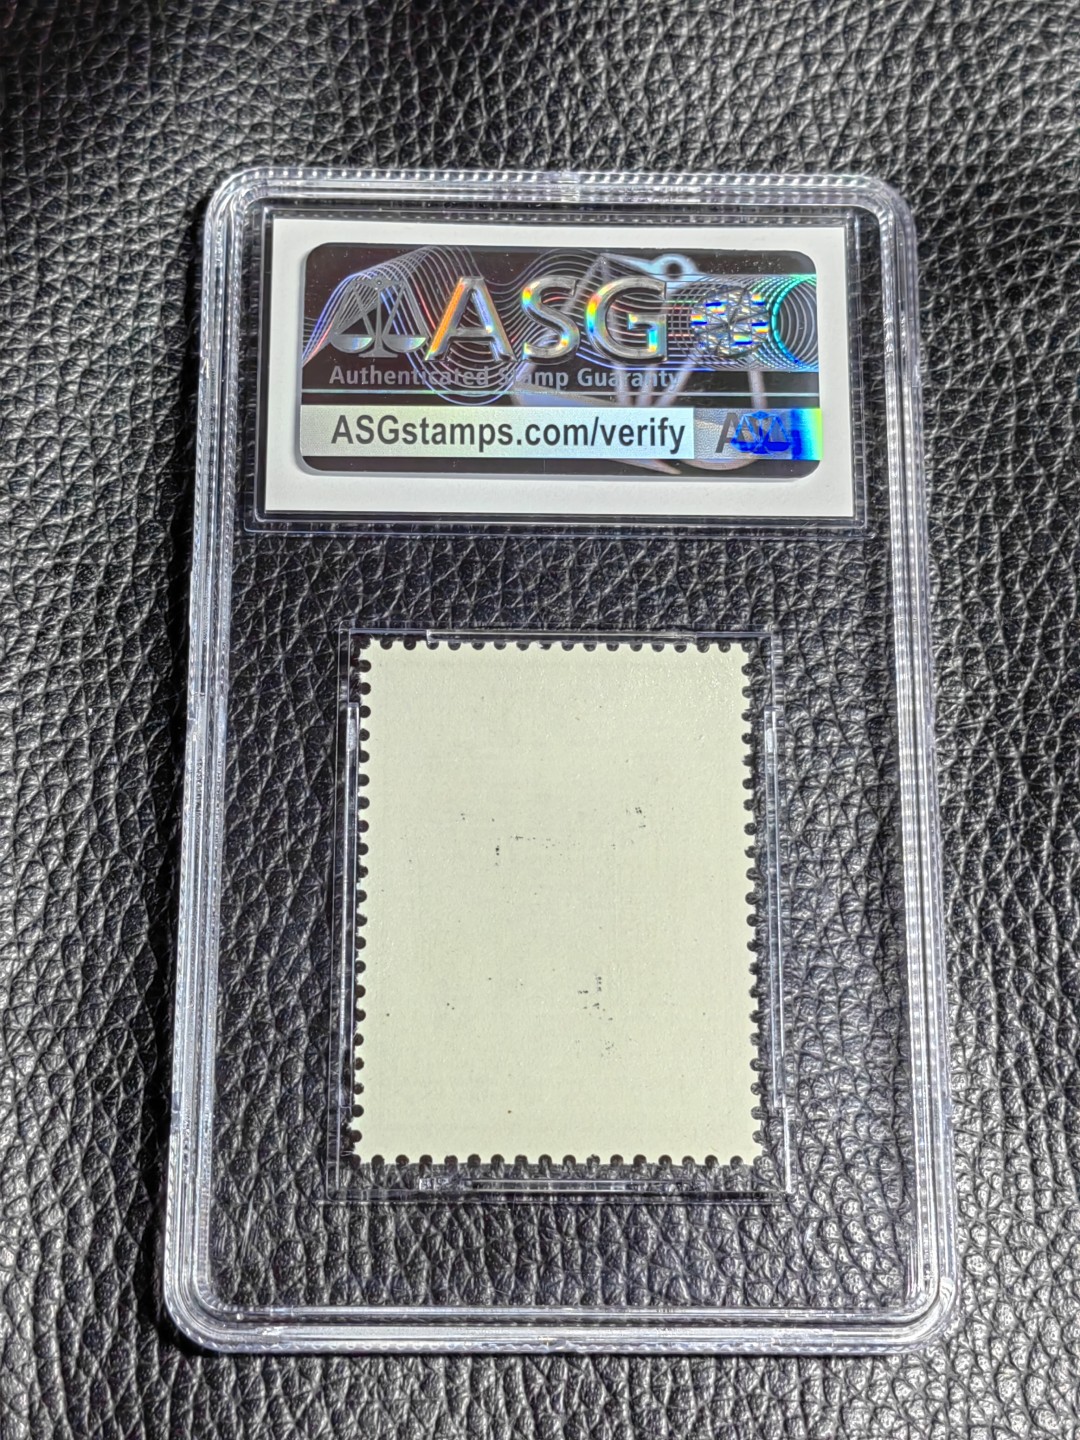 ASG
Authenticated Stamp Guaranty
ASGstamps.com/verify